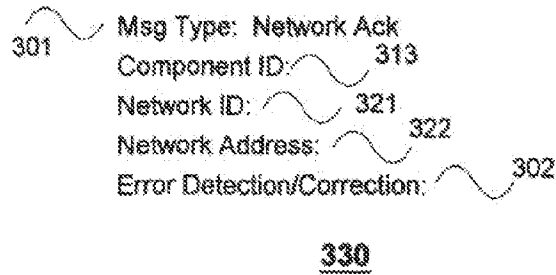 301 Msg Type: Network Ack
Component ID: 313
Network ID: 321
Network Address: 322
Error Detection/Correction: 302
330